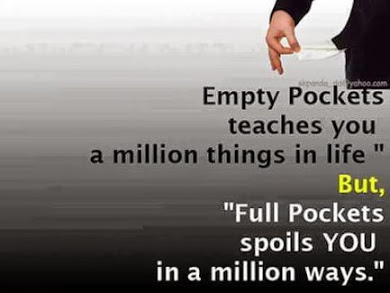 Empty Pockets
teaches you
a million things in life "
But,
"Full Pockets
spoils YOU
in a million ways."